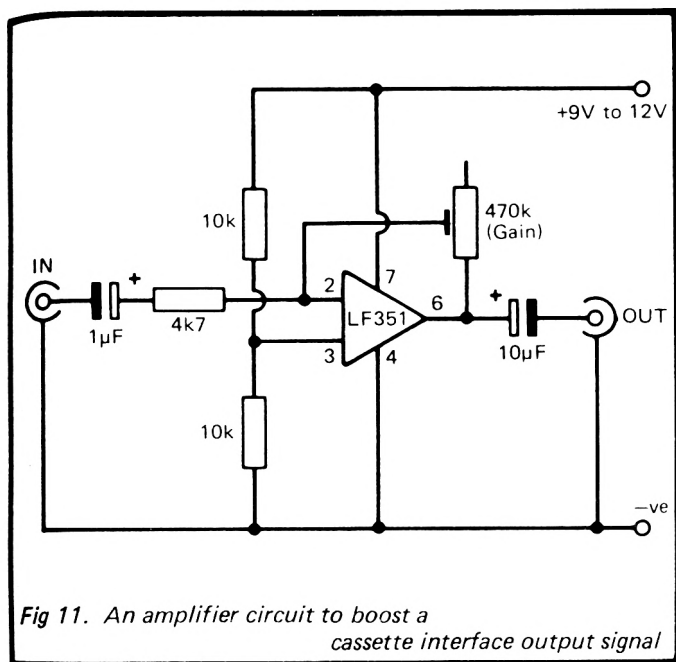 +9V to 12V
10k
470k
(Gain)
IN
+
2
7
LF351
6
+
OUT
1µF
4k7
3
4
10µF
10k
−ve
Fig 11. An amplifier circuit to boost a
cassette interface output signal